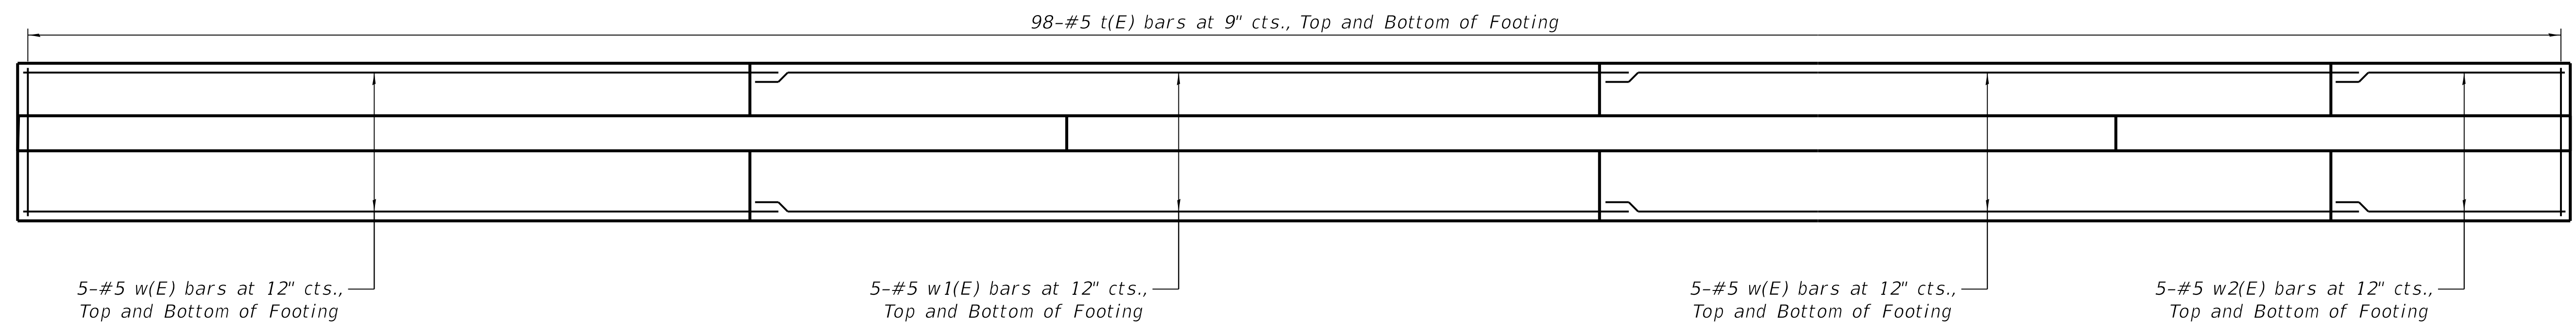 98-#5 t(E) bars at 9" cts., Top and Bottom of Footing
5-#5 w(E) bars at 12" cts.,
Top and Bottom of Footing
5-#5 w1(E) bars at 12" cts.,
Top and Bottom of Footing
5-#5 w(E) bars at 12" cts.,
Top and Bottom of Footing
5-#5 w2(E) bars at 12" cts.,
Top and Bottom of Footing